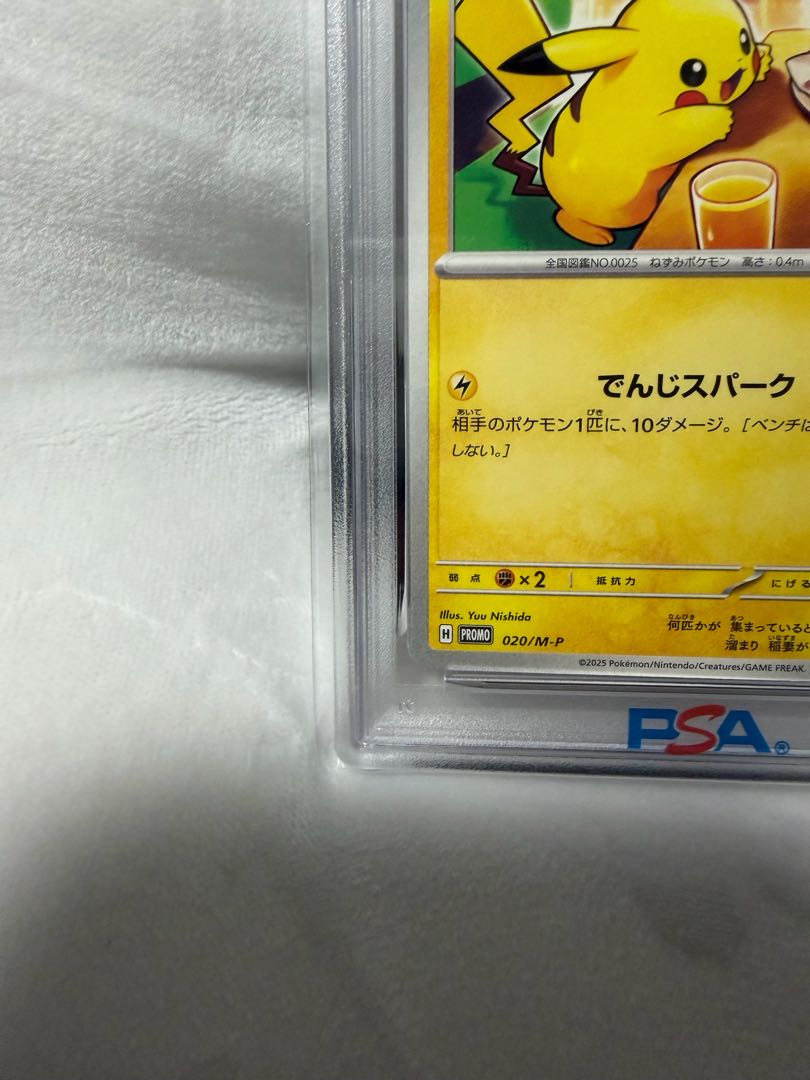 全国図鑑NO.0025 ねずみポケモン 高さ：0.4m
でんじスパーク
相手のポケモン1匹に、10ダメージ。［ベンチは
しない。］
弱点 ×2 抵抗力 にげる
Illus. Yuu Nishida
何匹かが 集まっていると
H PROMO 020/M-P
溜まり 稲妻が
©2025 Pokémon/Nintendo/Creatures/GAME FREAK.
PSA®